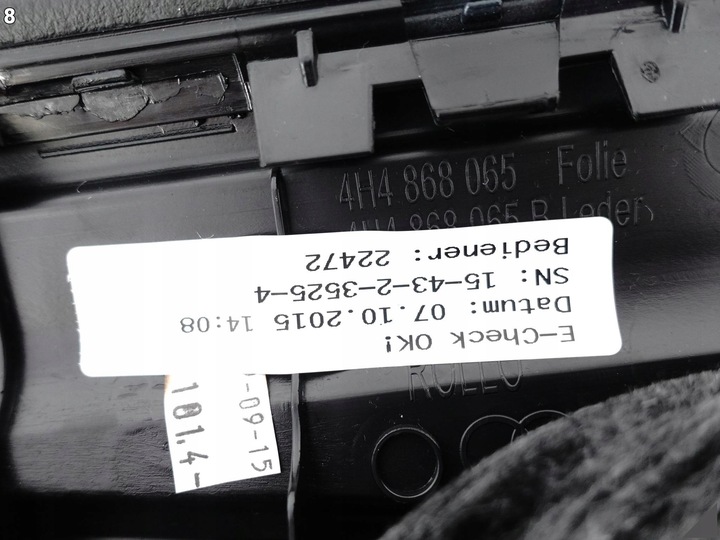 8
4H4 868 065 Folie
4H4 868 065 B Leder
E-Check OK!
Datum: 07.10.2015 14:08
SN: 15-43-2-3525-4
Bediener: 22472
ROLLO
-09-15
101.4-